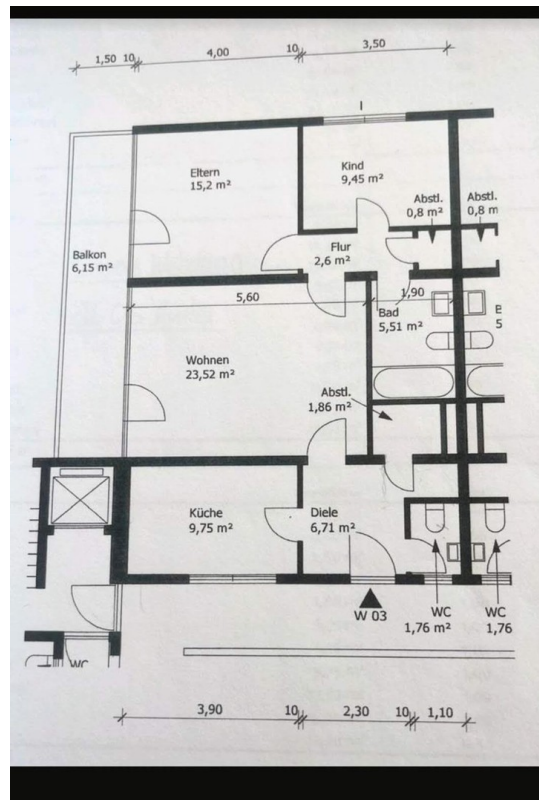 1,50 10 4,00 10 3,50
I
Eltern
15,2 m²
Kind
9,45 m²
Abstl.
0,8 m²
Abstl.
0,8 m
Balkon
6,15 m²
Flur
2,6 m²
5,60
1,90
Bad
5,51 m²
5
Wohnen
23,52 m²
Abstl.
1,86 m²
Küche
9,75 m²
Diele
6,71 m²
W 03
WC
1,76 m²
WC
1,76
WC
3,90 10 2,30 10 1,10